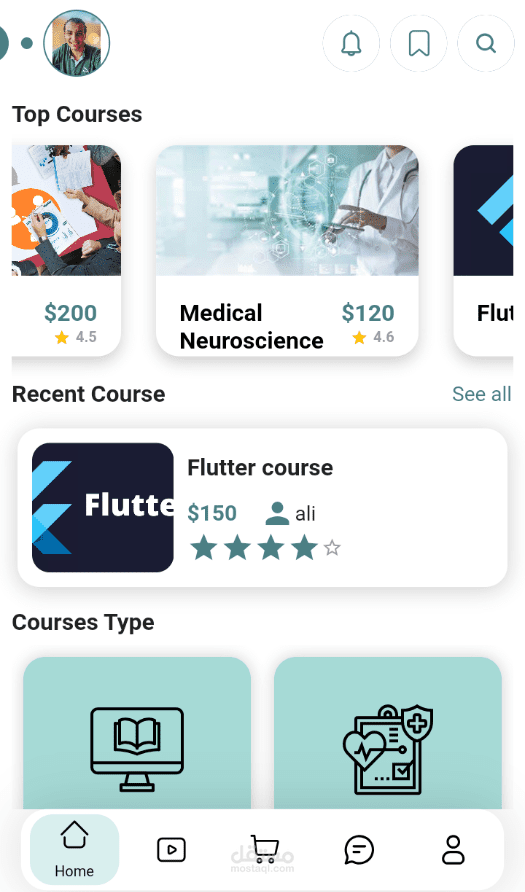 Top Courses
$200
4.5
Medical
Neuroscience
$120
4.6
Flut
Recent Course
See all
Flutte
Flutter course
$150
ali
Courses Type
Home
مستقل
mostaql.com